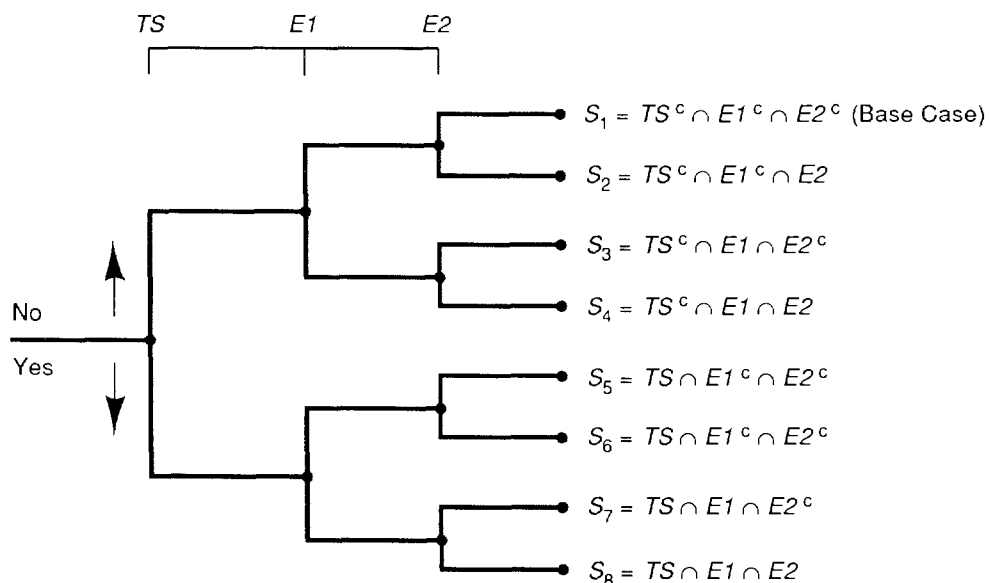 TS E1 E2
S₁ = TSᶜ ∩ E1ᶜ ∩ E2ᶜ (Base Case)
S₂ = TSᶜ ∩ E1ᶜ ∩ E2
S₃ = TSᶜ ∩ E1 ∩ E2ᶜ
S₄ = TSᶜ ∩ E1 ∩ E2
No
Yes
S₅ = TS ∩ E1ᶜ ∩ E2ᶜ
S₆ = TS ∩ E1ᶜ ∩ E2ᶜ
S₇ = TS ∩ E1 ∩ E2ᶜ
S₈ = TS ∩ E1 ∩ E2